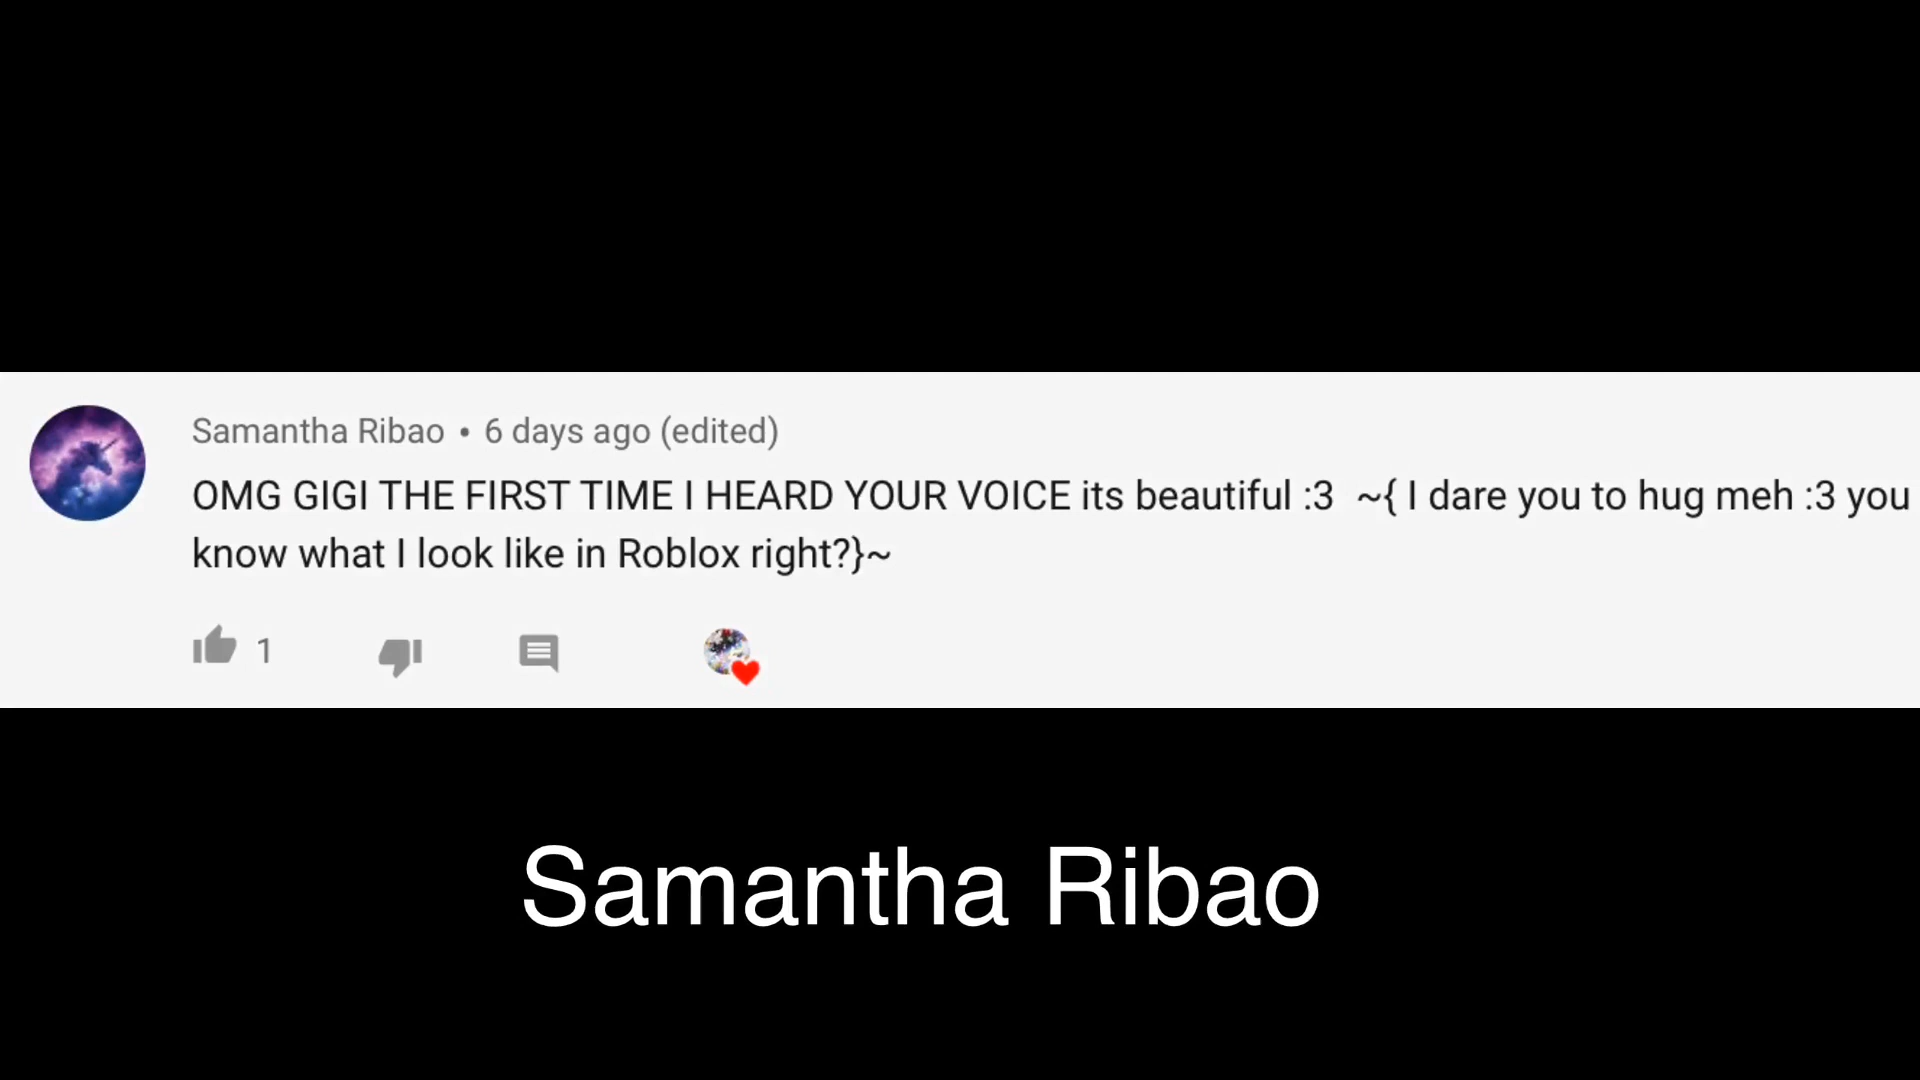 Samantha Ribao • 6 days ago (edited)
OMG GIGI THE FIRST TIME I HEARD YOUR VOICE its beautiful :3 ~{ I dare you to hug meh :3 you
know what I look like in Roblox right?}~
1
Samantha Ribao